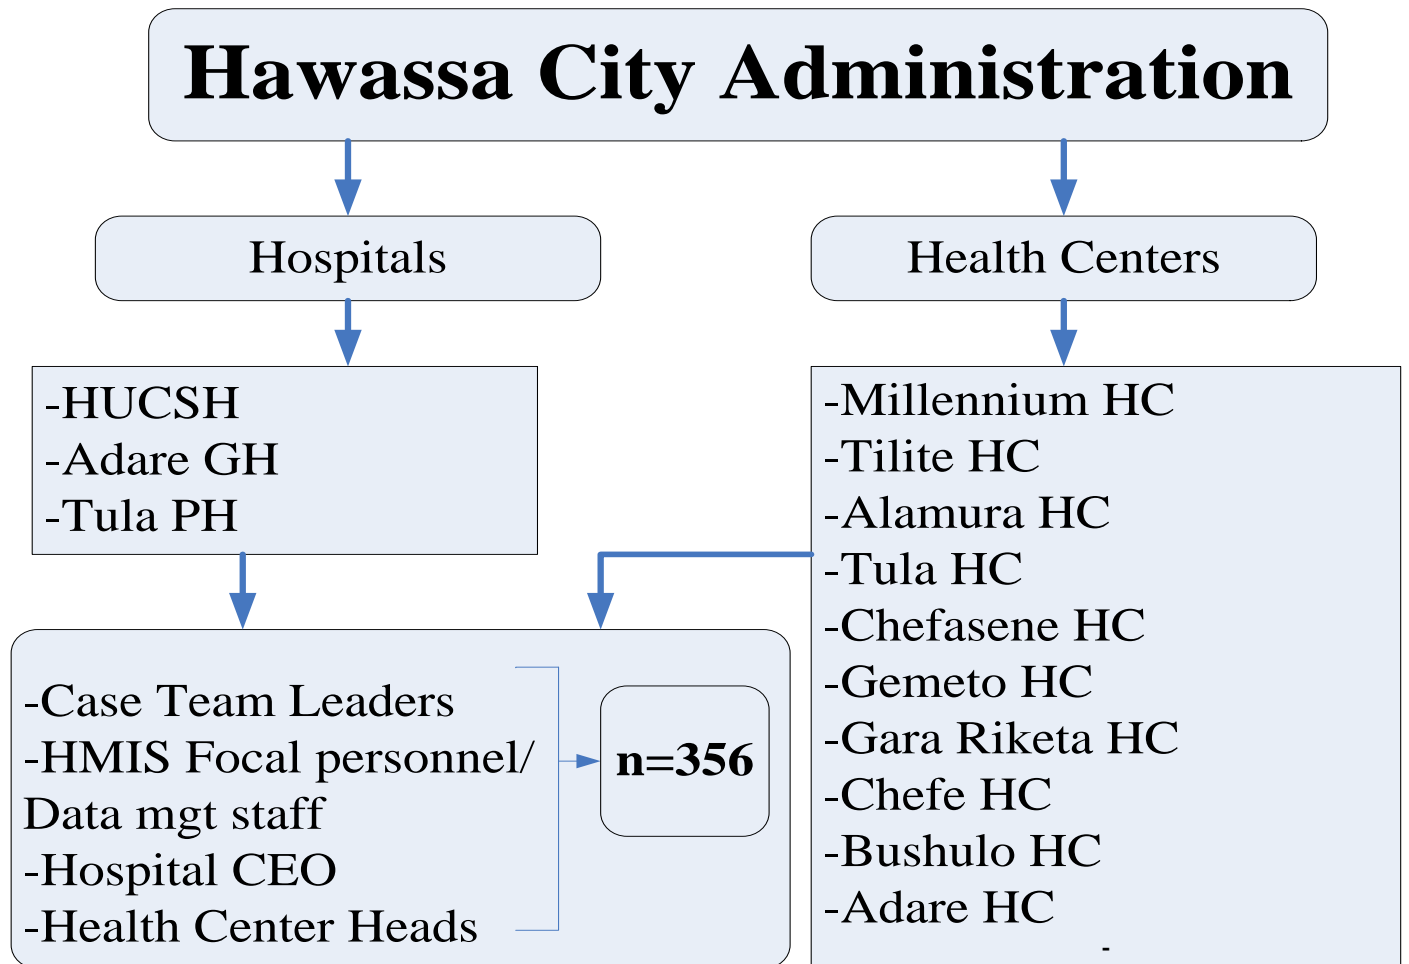 Hawassa City Administration
Hospitals
Health Centers
-HUCSH
-Adare GH
-Tula PH
-Millennium HC
-Tilite HC
-Alamura HC
-Tula HC
-Chefasene HC
-Gemeto HC
-Gara Riketa HC
-Chefe HC
-Bushulo HC
-Adare HC
-
-Case Team Leaders
-HMIS Focal personnel/
Data mgt staff
-Hospital CEO
-Health Center Heads
n=356